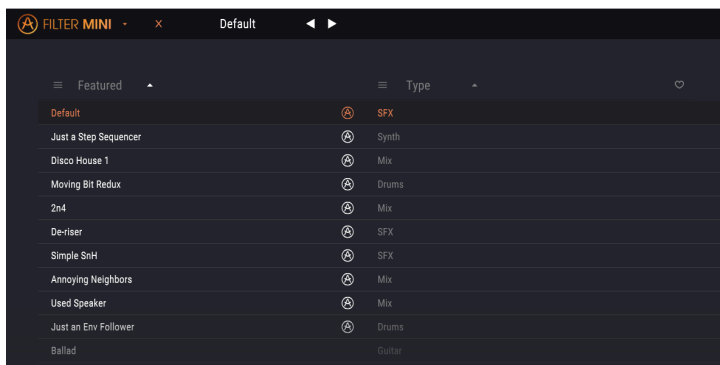 FILTER MINI X Default
Featured Type
Default SFX
Just a Step Sequencer Synth
Disco House 1 Mix
Moving Bit Redux Drums
2n4 Mix
De-riser SFX
Simple SnH SFX
Annoying Neighbors Mix
Used Speaker Mix
Just an Env Follower Drums
Ballad Guitar